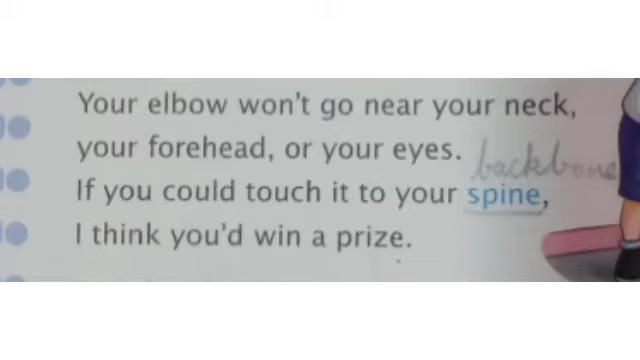 Your elbow won't go near your neck,
your forehead, or your eyes.
backbone
If you could touch it to your spine,
I think you'd win a prize.